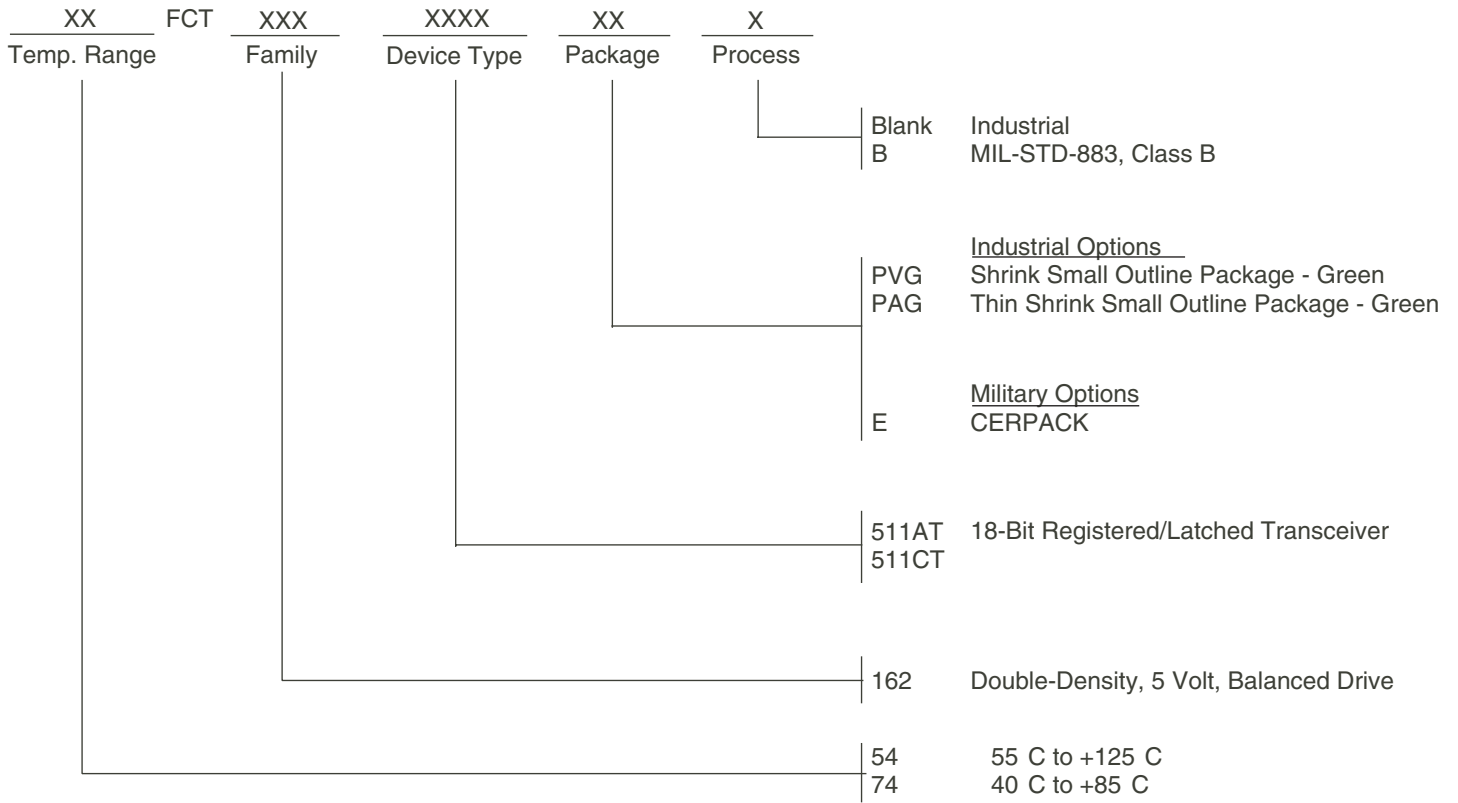 XX FCT XXX XXXX XX X
Temp. Range Family Device Type Package Process
Blank Industrial
B MIL-STD-883, Class B
Industrial Options
PVG Shrink Small Outline Package - Green
PAG Thin Shrink Small Outline Package - Green
Military Options
E CERPACK
511AT 18-Bit Registered/Latched Transceiver
511CT
162 Double-Density, 5 Volt, Balanced Drive
54 55 C to +125 C
74 40 C to +85 C